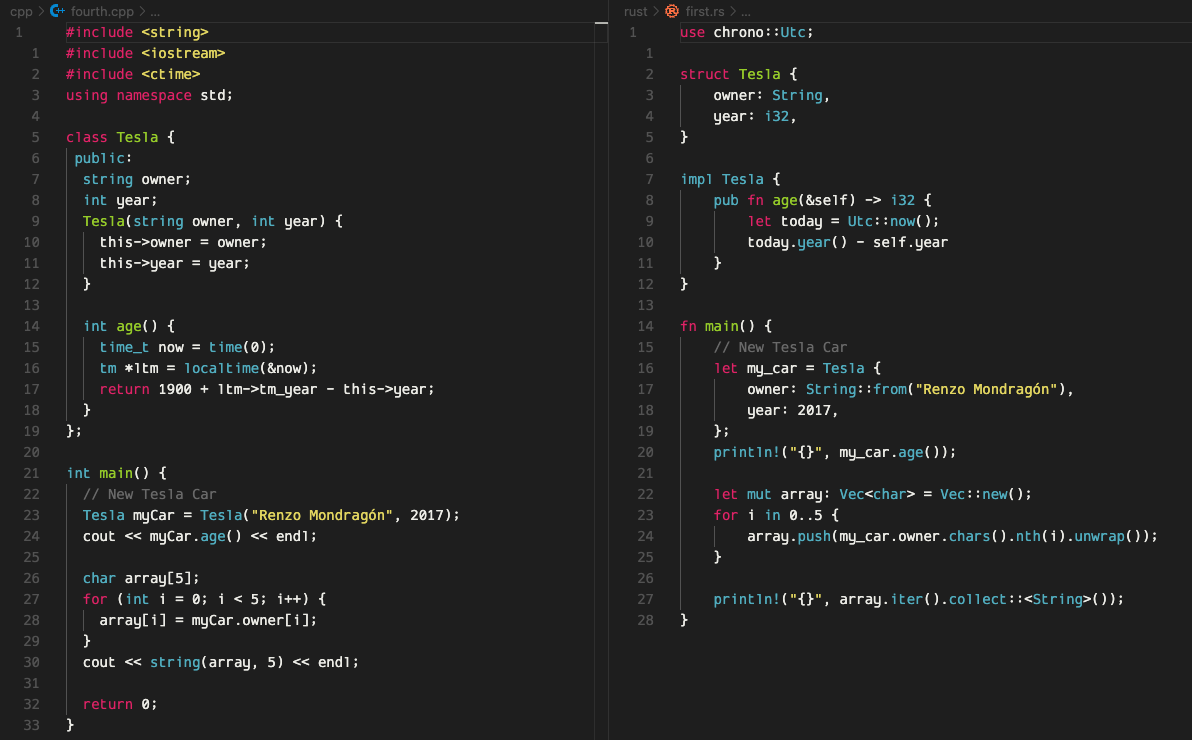 cpp > fourth.cpp > ...
1 #include <string>
1 #include <iostream>
2 #include <ctime>
3 using namespace std;
4
5 class Tesla {
6  public:
7   string owner;
8   int year;
9   Tesla(string owner, int year) {
10     this->owner = owner;
11     this->year = year;
12   }
13
14   int age() {
15     time_t now = time(0);
16     tm *ltm = localtime(&now);
17     return 1900 + ltm->tm_year - this->year;
18   }
19 };
20
21 int main() {
22   // New Tesla Car
23   Tesla myCar = Tesla("Renzo Mondragón", 2017);
24   cout << myCar.age() << endl;
25
26   char array[5];
27   for (int i = 0; i < 5; i++) {
28     array[i] = myCar.owner[i];
29   }
30   cout << string(array, 5) << endl;
31
32   return 0;
33 }
rust > first.rs > ...
1 use chrono::Utc;
1
2 struct Tesla {
3     owner: String,
4     year: i32,
5 }
6
7 impl Tesla {
8     pub fn age(&self) -> i32 {
9         let today = Utc::now();
10         today.year() - self.year
11     }
12 }
13
14 fn main() {
15     // New Tesla Car
16     let my_car = Tesla {
17         owner: String::from("Renzo Mondragón"),
18         year: 2017,
19     };
20     println!("{}", my_car.age());
21
22     let mut array: Vec<char> = Vec::new();
23     for i in 0..5 {
24         array.push(my_car.owner.chars().nth(i).unwrap());
25     }
26
27     println!("{}", array.iter().collect::<String>());
28 }